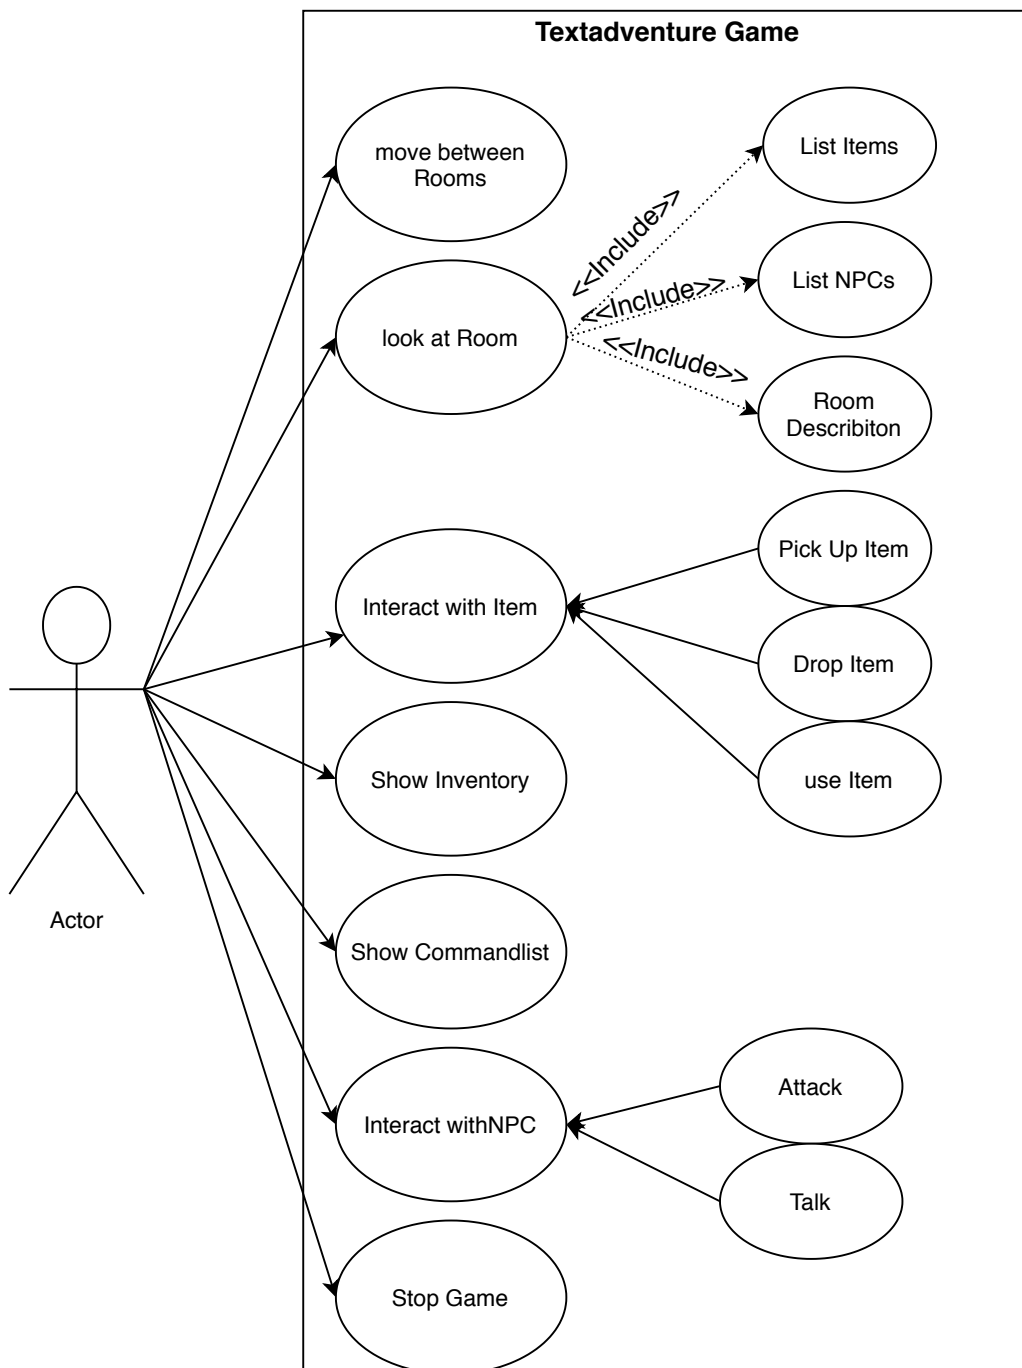 Textadventure Game
move between
Rooms
List Items
<<Include>>
List NPCs
<<Include>>
look at Room
<<Include>>
Room
Describiton
Pick Up Item
Interact with Item
Drop Item
Show Inventory
use Item
Actor
Show Commandlist
Attack
Interact withNPC
Talk
Stop Game